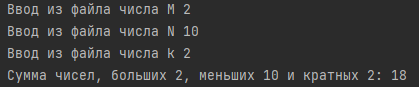 Ввод из файла числа M 2
Ввод из файла числа N 10
Ввод из файла числа k 2
Сумма чисел, больших 2, меньших 10 и кратных 2: 18